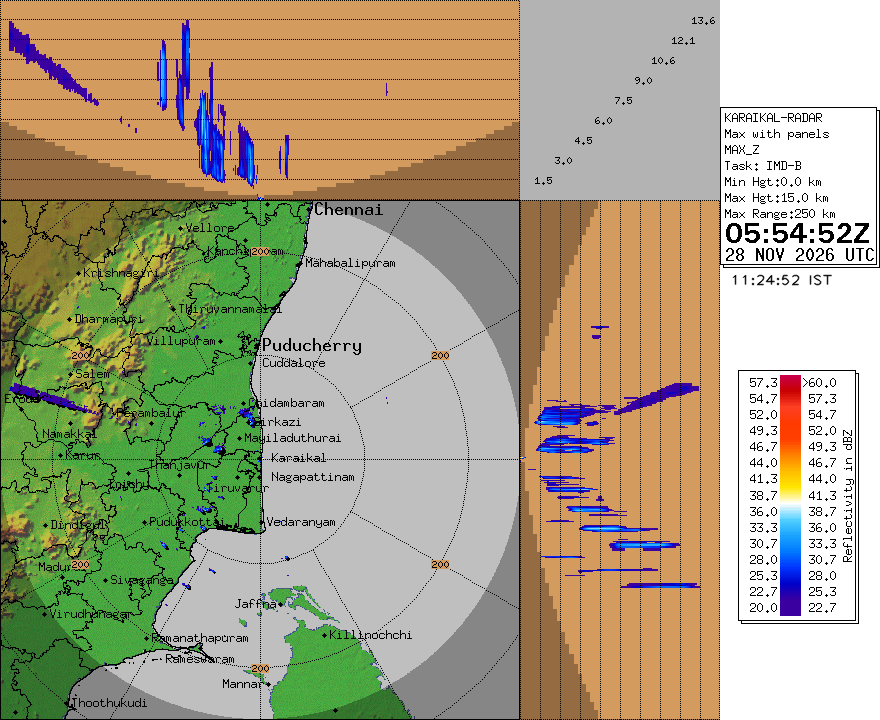 13.6
12.1
10.6
9.0
7.5
6.0
4.5
3.0
1.5
KARAIKAL-RADAR
Max with panels
MAX_Z
Task: IMD-B
Min Hgt:0.0 km
Max Hgt:15.0 km
Max Range:250 km
05:54:52Z
28 NOV 2026 UTC
11:24:52 IST
Chennai
Vellore
200
Mahabalipuram
Krishnagiri
Thiruvannamalai
Dharmapuri
Villupuram
Puducherry
200
200
Cuddalore
Salem
Chidambaram
Perambalur
Namakkal
Mayiladuthurai
Karur
Karaikal
Thanjavur
Nagapattinam
Tiruvarur
Dindigul
Pudukkottai
Vedaranyam
200
200
Sivaganga
Jaffna
Virudhunagar
Ramanathapuram
Killinochchi
Rameswaram
200
Mannar
Thoothukudi
57.3 >60.0
54.7 57.3
52.0 54.7
49.3 52.0
46.7 49.3
44.0 46.7
41.3 44.0
38.7 41.3
36.0 38.7
33.3 36.0
30.7 33.3
28.0 30.7
25.3 28.0
22.7 25.3
20.0 22.7
Reflectivity in dBZ